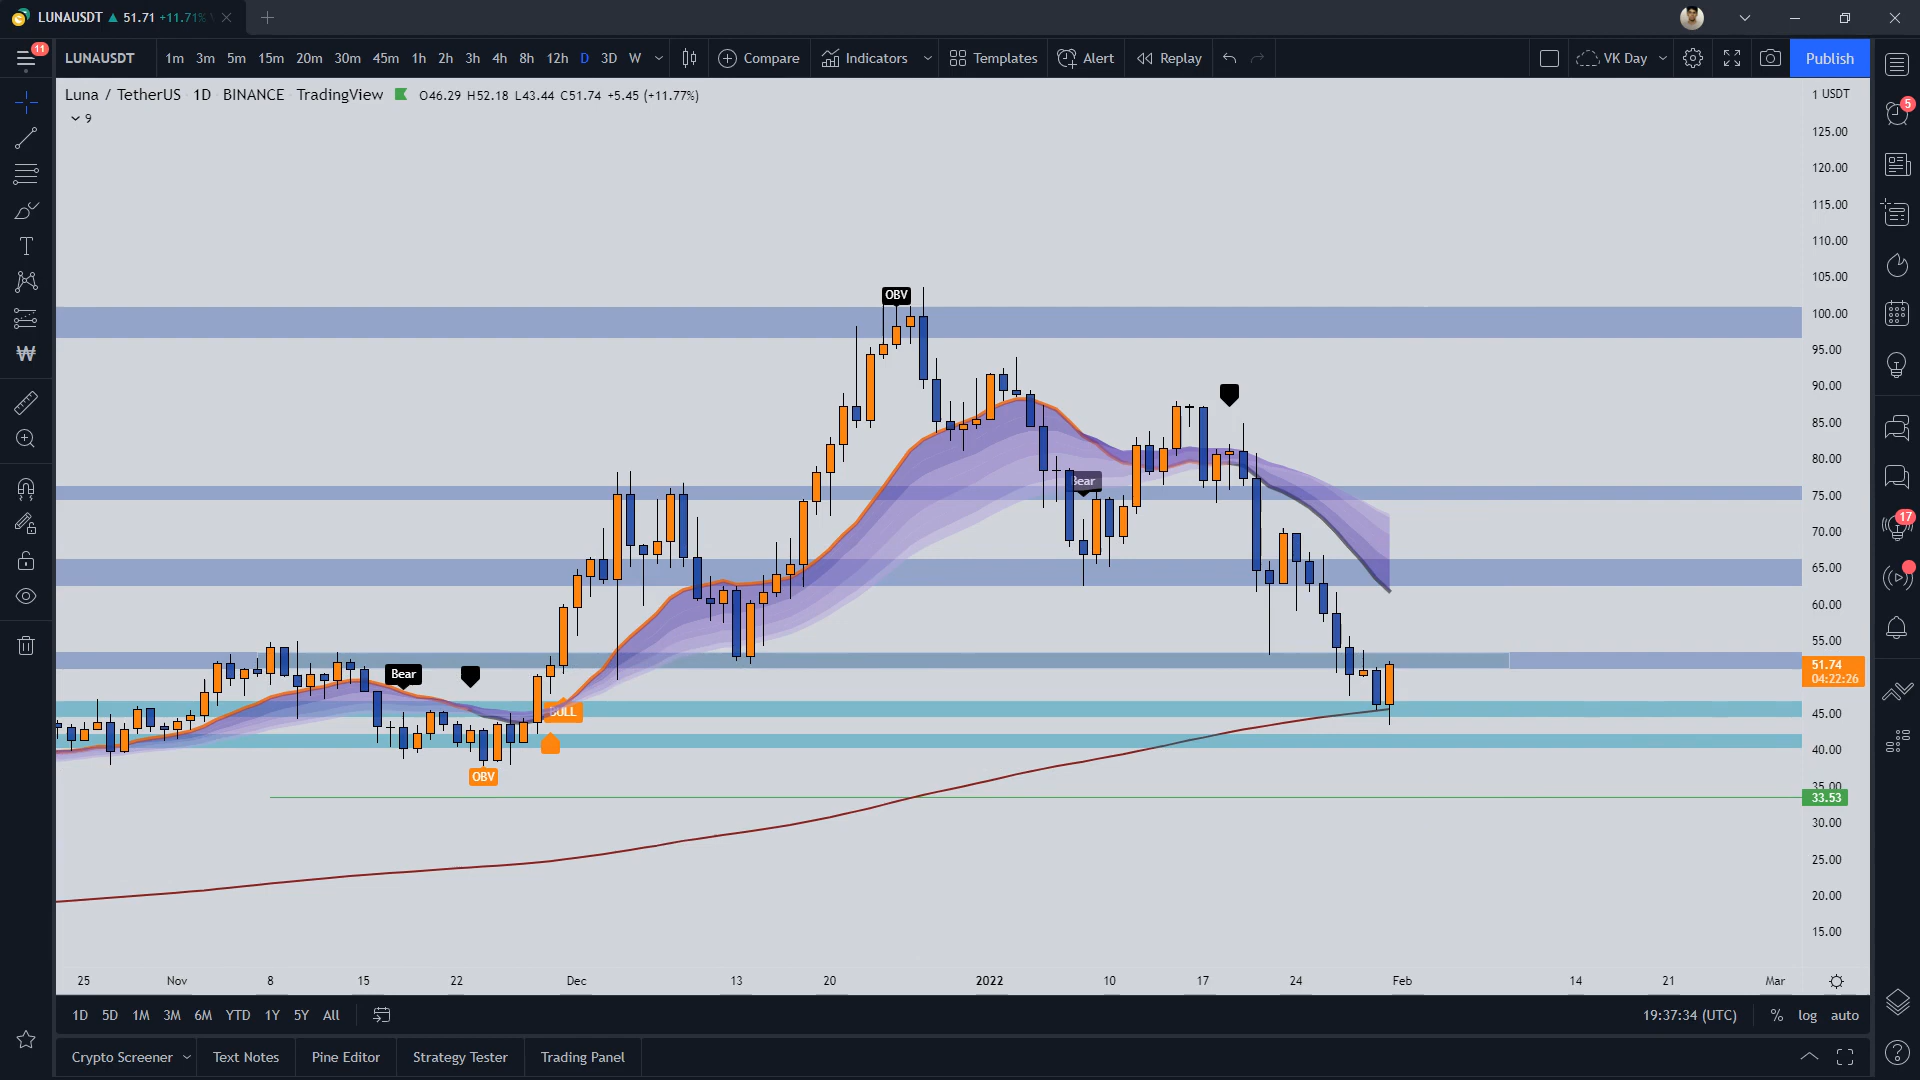 LUNAUSDT ▲ 51.71 +11.71%
11
LUNAUSDT 1m 3m 5m 15m 20m 30m 45m 1h 2h 3h 4h 8h 12h D 3D W Compare Indicators Templates Alert Replay VK Day Publish
Luna / TetherUS 1D BINANCE TradingView O46.29 H52.18 L43.44 C51.74 +5.45 (+11.77%)
9
1 USDT
125.00
120.00
115.00
110.00
105.00
100.00
95.00
90.00
85.00
80.00
75.00
70.00
65.00
60.00
55.00
51.74
04:22:26
45.00
40.00
35.00
33.53
30.00
25.00
20.00
15.00
OBV
Bear
Bear
BULL
OBV
5
17
25 Nov 8 15 22 Dec 13 20 2022 10 17 24 Feb 14 21 Mar
1D 5D 1M 3M 6M YTD 1Y 5Y All 19:37:34 (UTC) % log auto
Crypto Screener Text Notes Pine Editor Strategy Tester Trading Panel